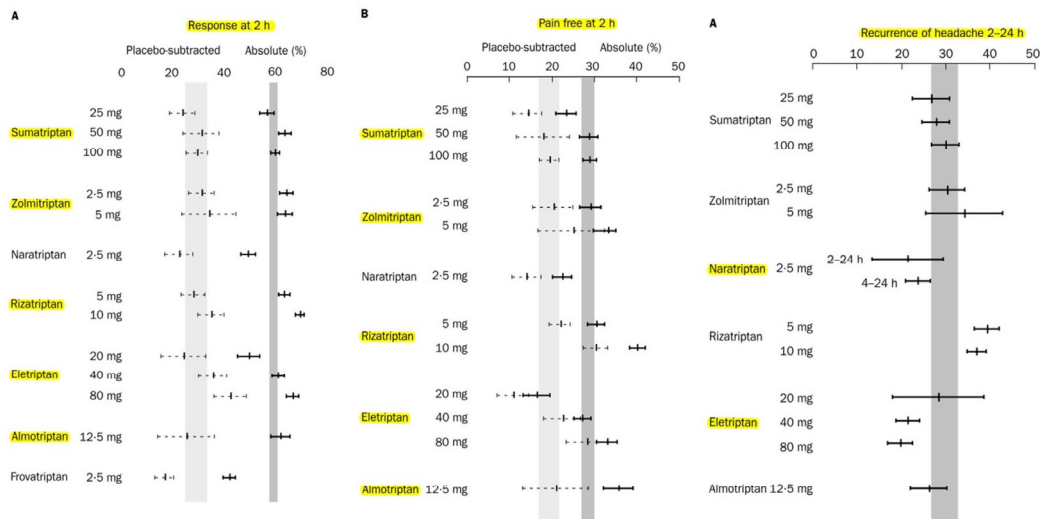 A
Response at 2 h
Placebo-subtracted Absolute (%)
0 20 40 60 80
25 mg
Sumatriptan 50 mg
100 mg
2·5 mg
Zolmitriptan
5 mg
Naratriptan 2·5 mg
5 mg
Rizatriptan
10 mg
20 mg
Eletriptan 40 mg
80 mg
Almotriptan 12·5 mg
Frovatriptan 2·5 mg
B
Pain free at 2 h
Placebo-subtracted Absolute (%)
0 10 20 30 40 50
25 mg
Sumatriptan 50 mg
100 mg
2·5 mg
Zolmitriptan
5 mg
Naratriptan 2·5 mg
5 mg
Rizatriptan
10 mg
20 mg
Eletriptan 40 mg
80 mg
Almotriptan 12·5 mg
A
Recurrence of headache 2–24 h
0 10 20 30 40 50
25 mg
Sumatriptan 50 mg
100 mg
2·5 mg
Zolmitriptan
5 mg
2–24 h
Naratriptan 2·5 mg
4–24 h
5 mg
Rizatriptan
10 mg
20 mg
Eletriptan 40 mg
80 mg
Almotriptan 12·5 mg